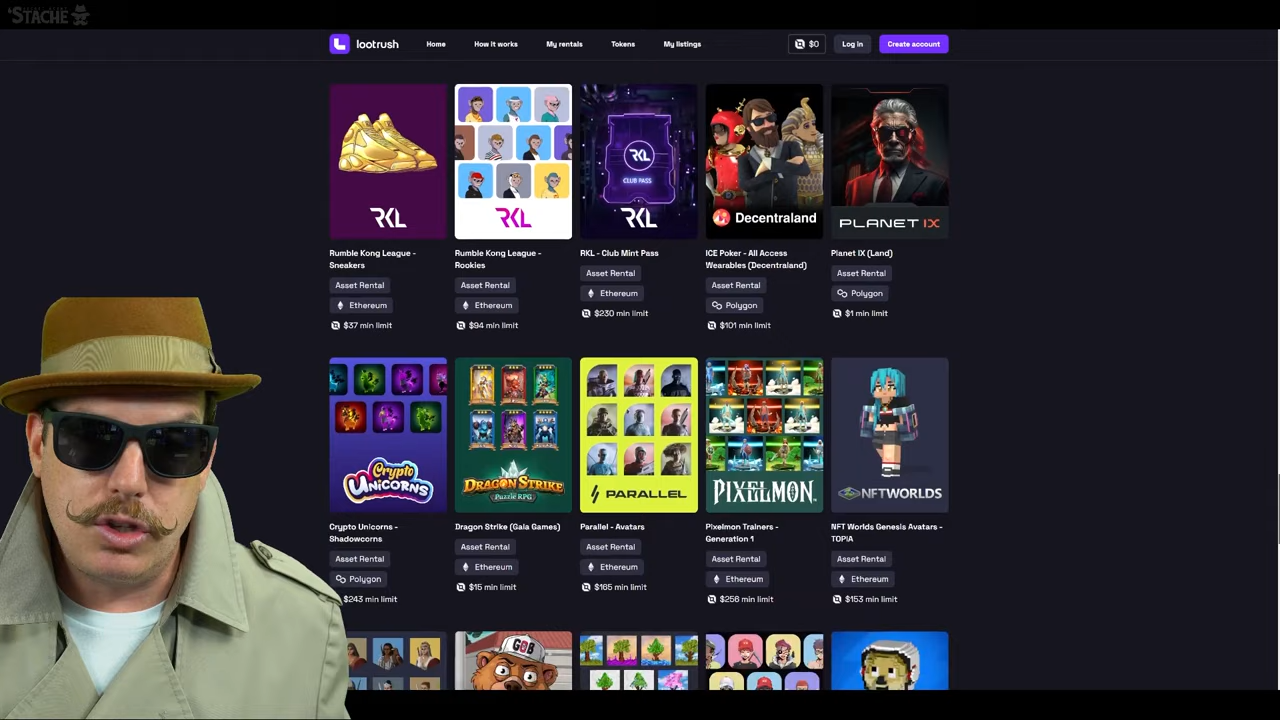 'STACHE
lootrush
Home
How it works
My rentals
Tokens
My listings
$0
Log in
Create account
RKL
RKL
RKL
CLUB PASS
RKL
Decentraland
PLANET IX
Rumble Kong League -
Sneakers
Asset Rental
Ethereum
$37 min limit
Rumble Kong League -
Rookies
Asset Rental
Ethereum
$94 min limit
RKL - Club Mint Pass
Asset Rental
Ethereum
$230 min limit
ICE Poker - All Access
Wearables (Decentraland)
Asset Rental
Polygon
$101 min limit
Planet IX (Land)
Asset Rental
Polygon
$1 min limit
Crypto
Unicorns
DRAGON STRIKE
Puzzle RPG
PARALLEL
PIXELMON
NFTWORLDS
Crypto Unicorns -
Shadowcorns
Asset Rental
Polygon
$243 min limit
Dragon Strike (Gala Games)
Asset Rental
Ethereum
$15 min limit
Parallel - Avatars
Asset Rental
Ethereum
$165 min limit
Pixelmon Trainers -
Generation 1
Asset Rental
Ethereum
$256 min limit
NFT Worlds Genesis Avatars -
TOPIA
Asset Rental
Ethereum
$153 min limit
GOB